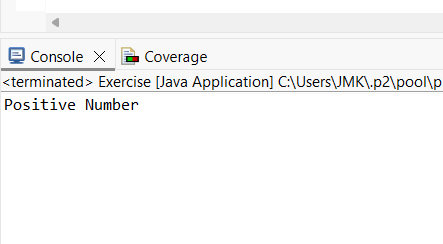 Console Coverage
<terminated> Exercise [Java Application] C:\Users\JMK\.p2\pool\p
Positive Number